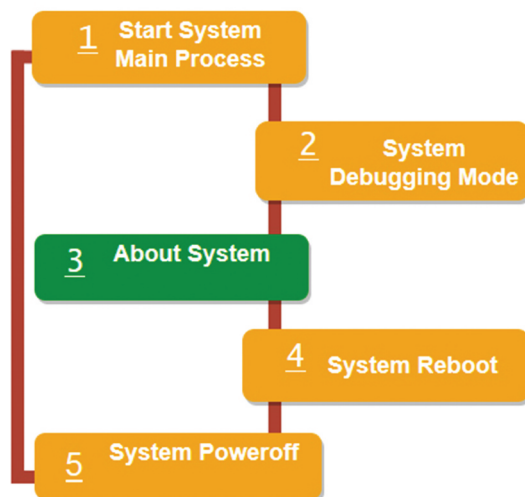 1 Start System
Main Process
2 System
Debugging Mode
3 About System
4 System Reboot
5 System Poweroff